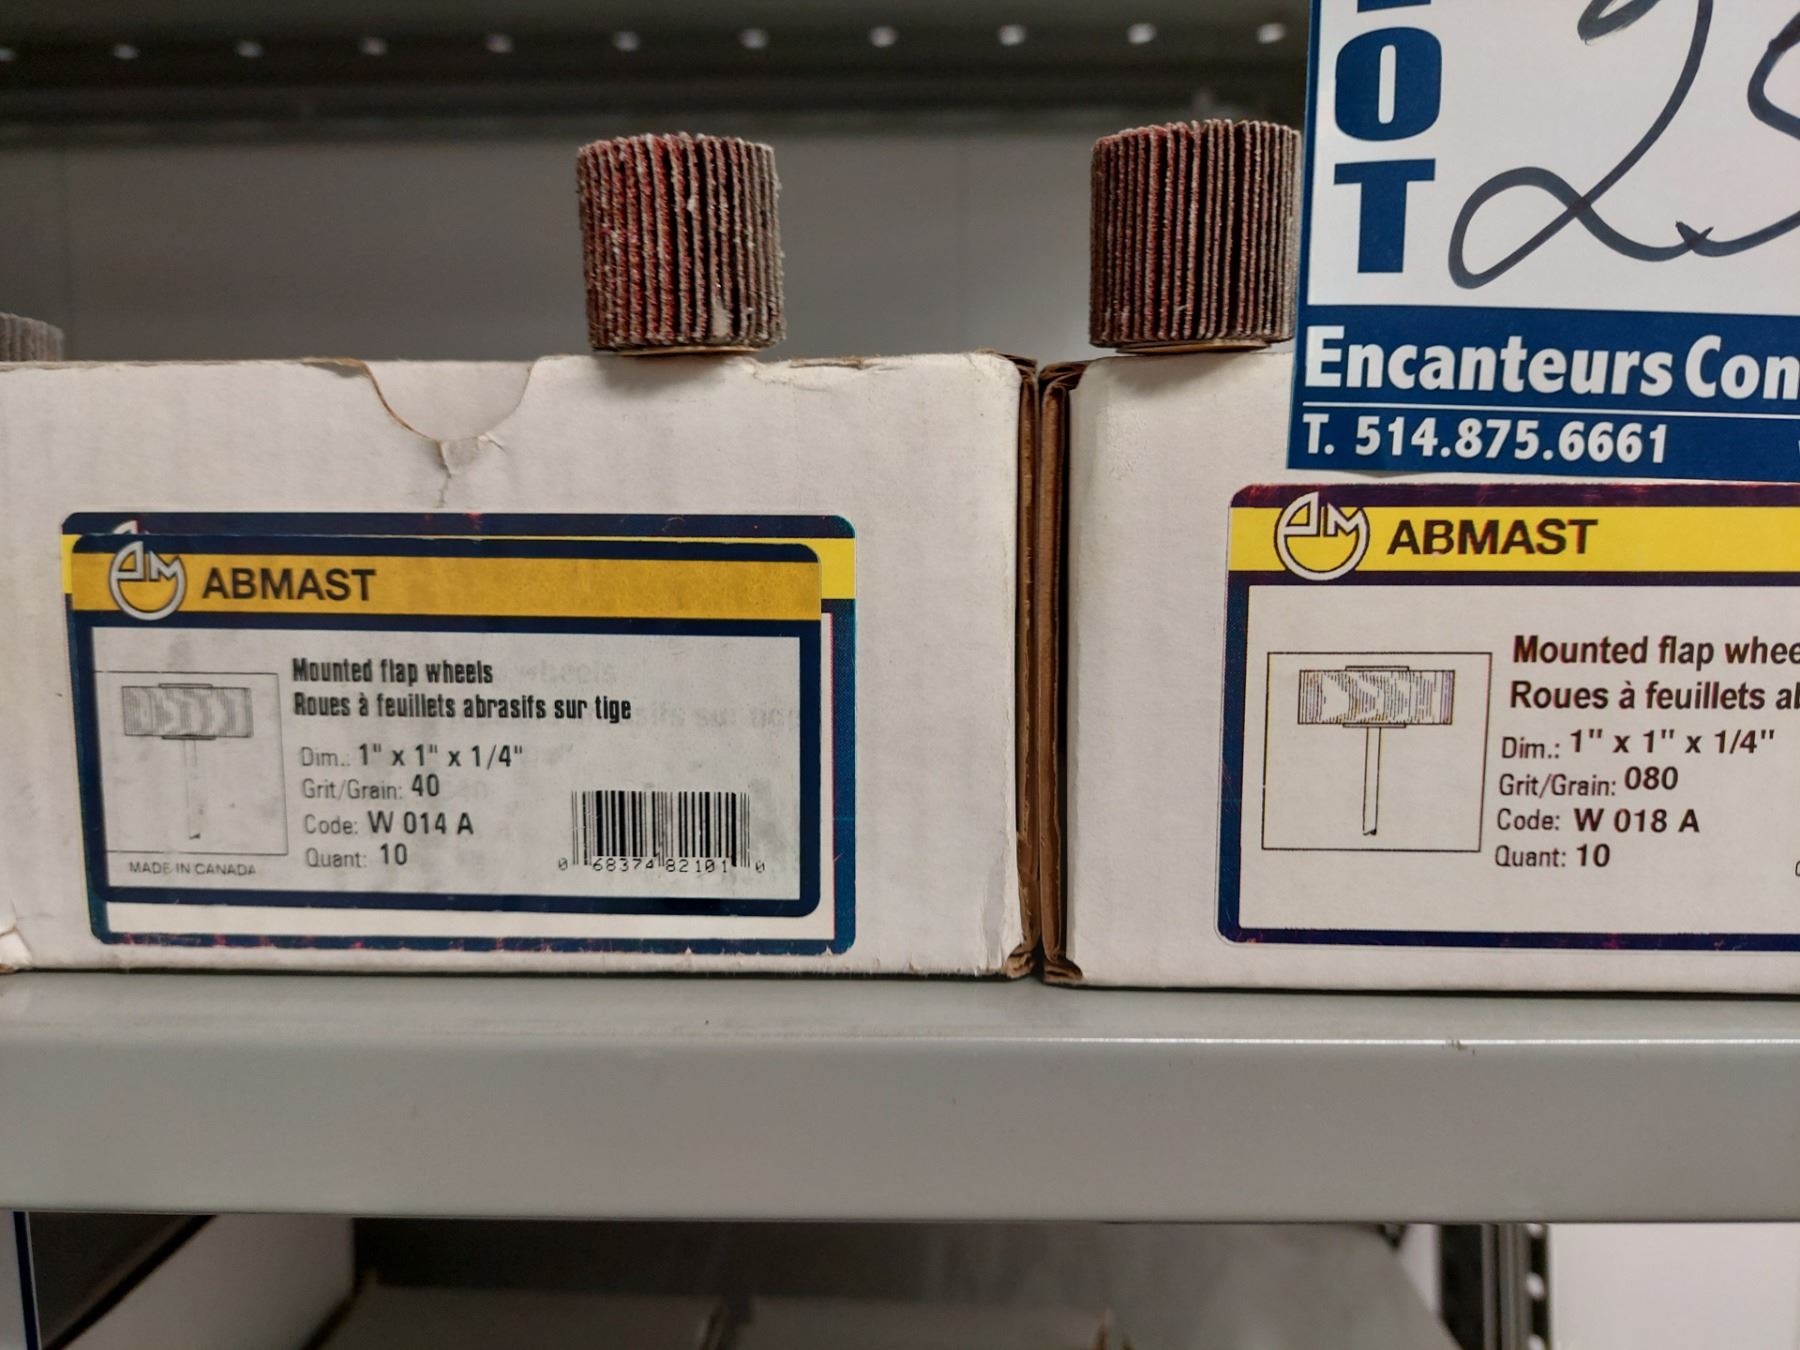 LOT
Encanteurs Con
T. 514.875.6661
ABMAST
Mounted flap wheels
Roues à feuillets abrasifs sur tige
Dim.: 1" x 1" x 1/4"
Grit/Grain: 40
Code: W 014 A
Quant: 10
MADE IN CANADA
0 68374 82101 0
ABMAST
Mounted flap whee
Roues à feuillets a
Dim.: 1" x 1" x 1/4"
Grit/Grain: 080
Code: W 018 A
Quant: 10